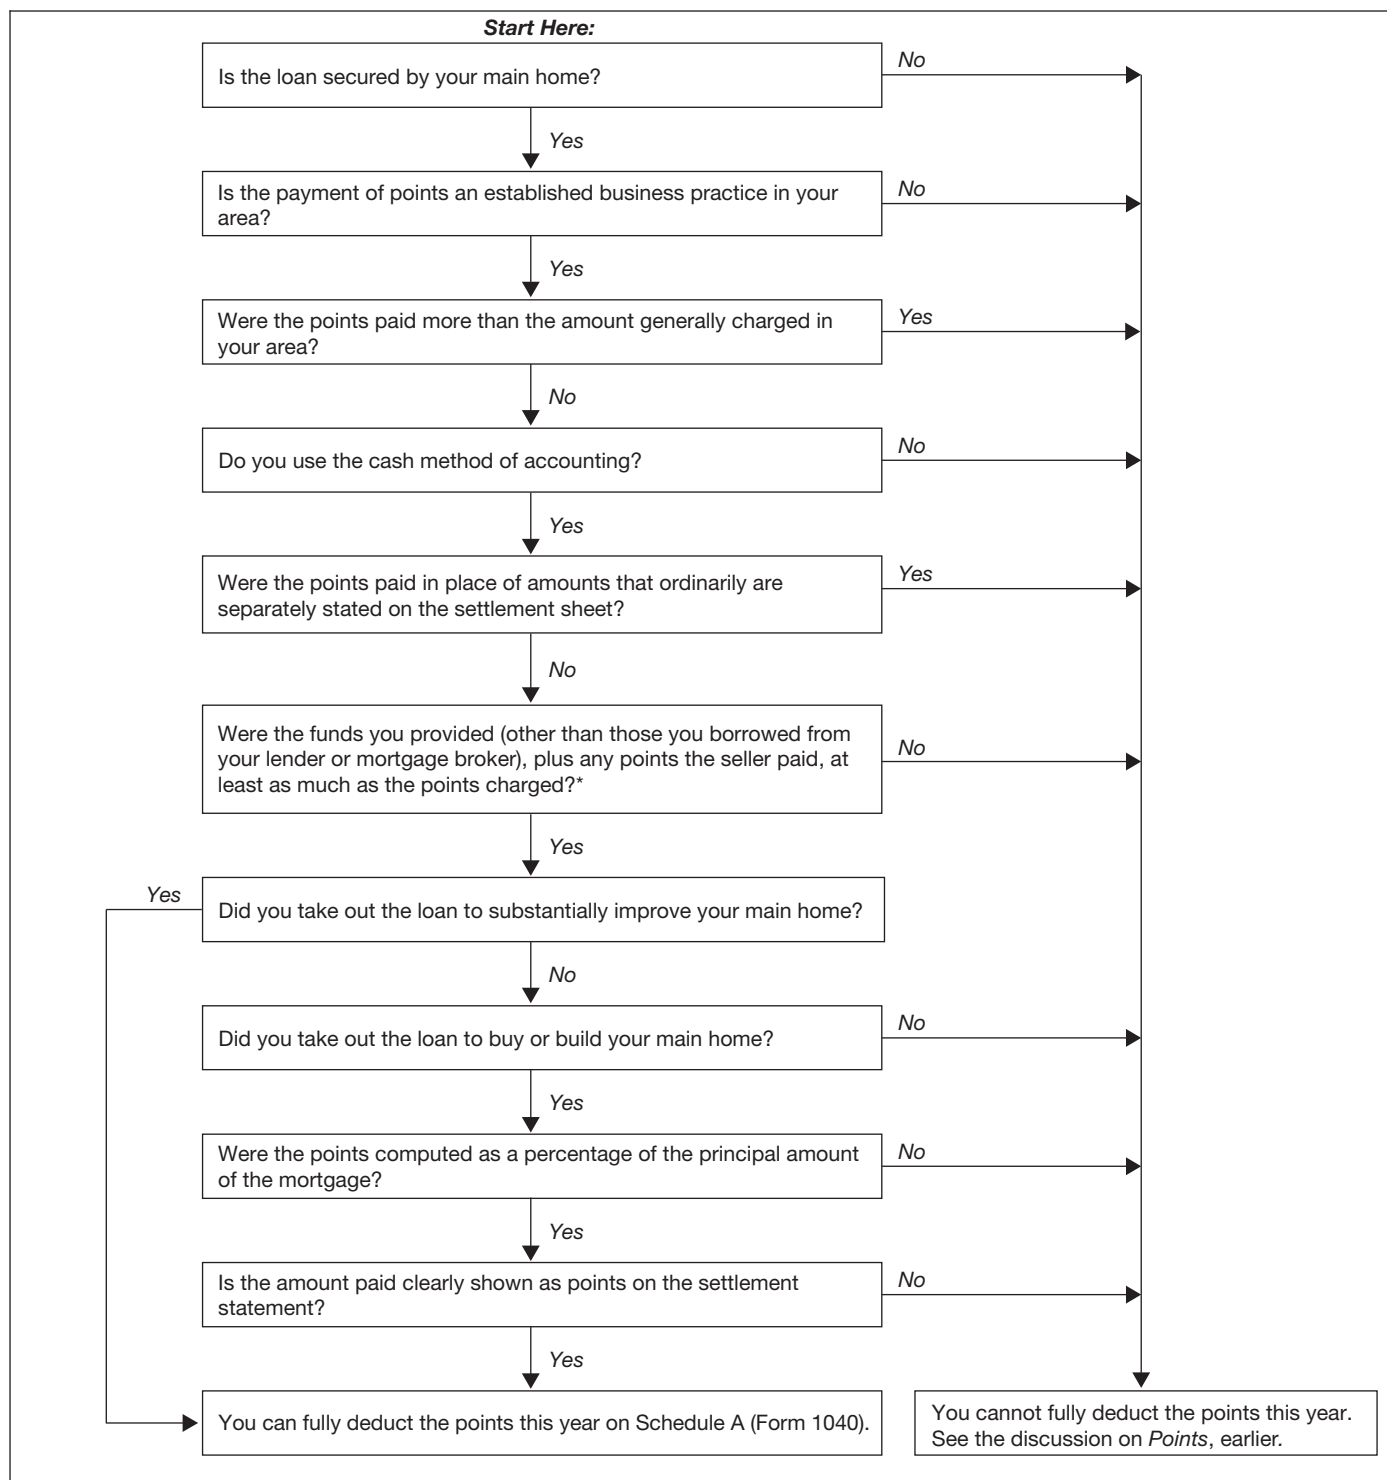 Start Here:
Is the loan secured by your main home?
No
Yes
Is the payment of points an established business practice in your
area?
No
Yes
Were the points paid more than the amount generally charged in
your area?
Yes
No
Do you use the cash method of accounting?
No
Yes
Were the points paid in place of amounts that ordinarily are
separately stated on the settlement sheet?
Yes
No
Were the funds you provided (other than those you borrowed from
your lender or mortgage broker), plus any points the seller paid, at
least as much as the points charged?*
No
Yes
Yes
Did you take out the loan to substantially improve your main home?
No
Did you take out the loan to buy or build your main home?
No
Yes
Were the points computed as a percentage of the principal amount
of the mortgage?
No
Yes
Is the amount paid clearly shown as points on the settlement
statement?
No
Yes
You can fully deduct the points this year on Schedule A (Form 1040).
You cannot fully deduct the points this year.
See the discussion on Points, earlier.